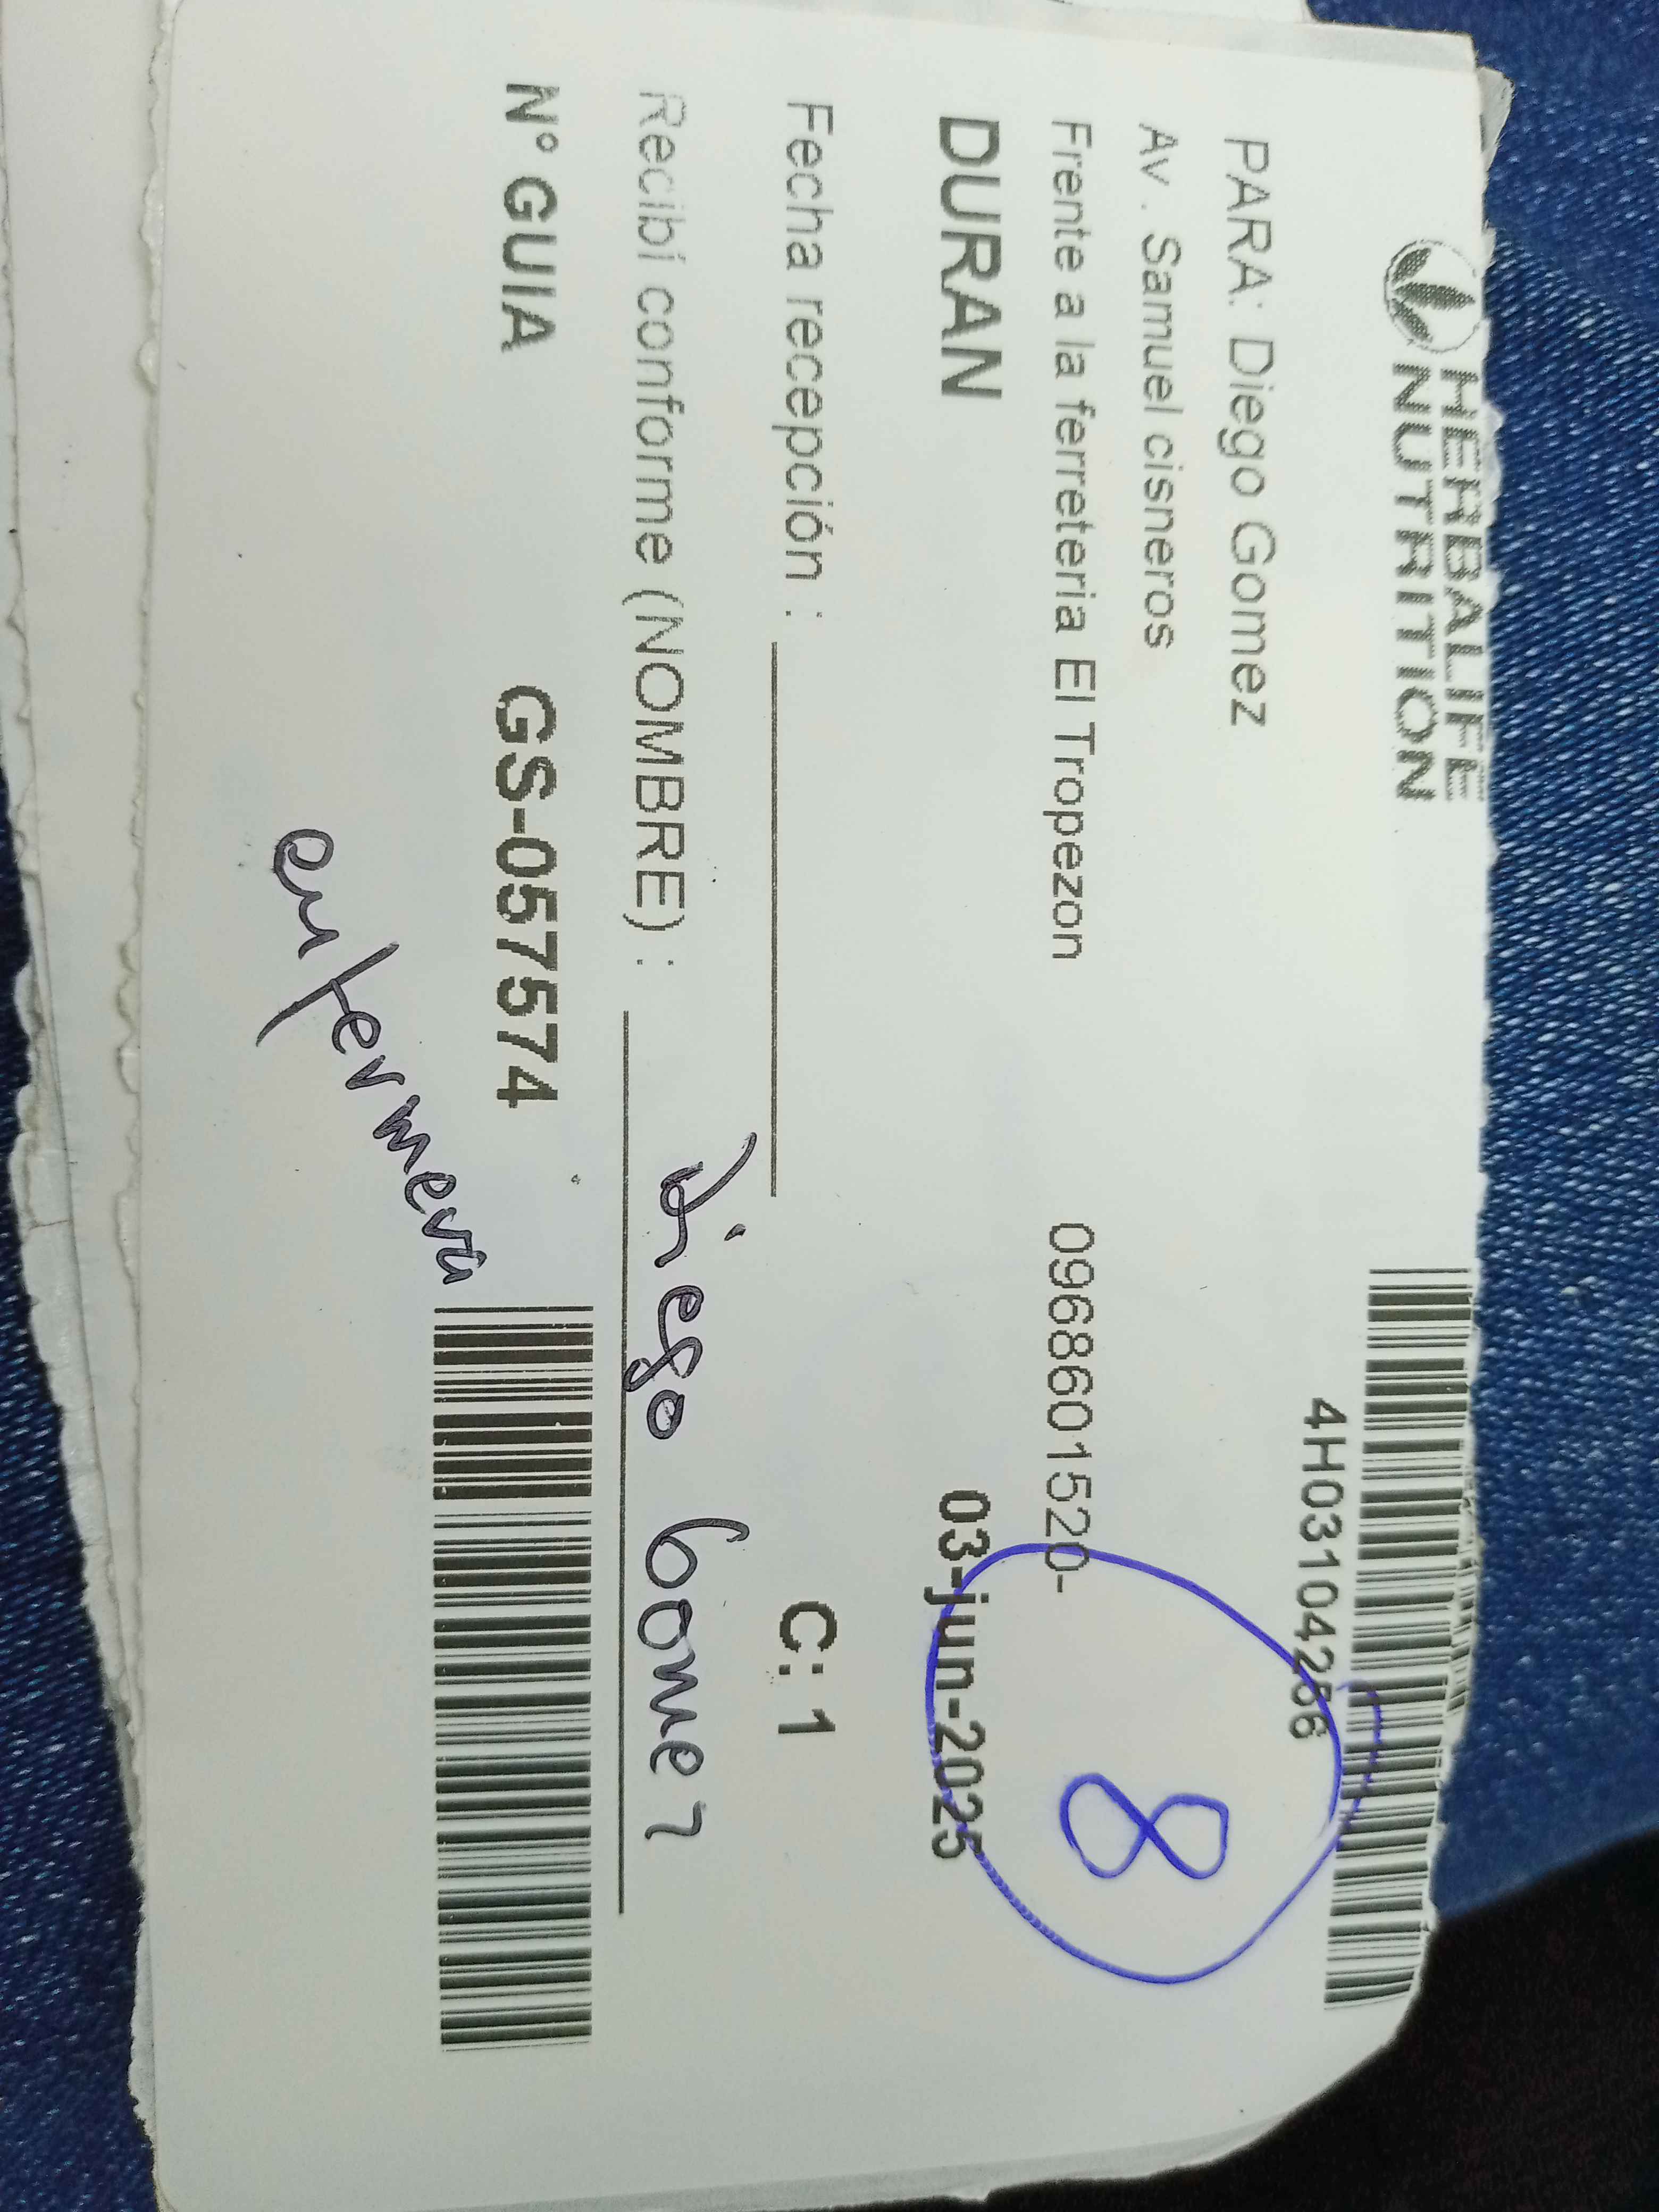 HERBALIFE
NUTRITION
4H03104256
PARA: Diego Gomez
8
Av. Samuel cisneros
Frente a la ferreteria El Tropezon 0968601520-
DURAN 03-jun-2025
Fecha recepción : C: 1
Recibí conforme (NOMBRE) : Diego Gomez
Nº GUIA GS-057574
enfermera